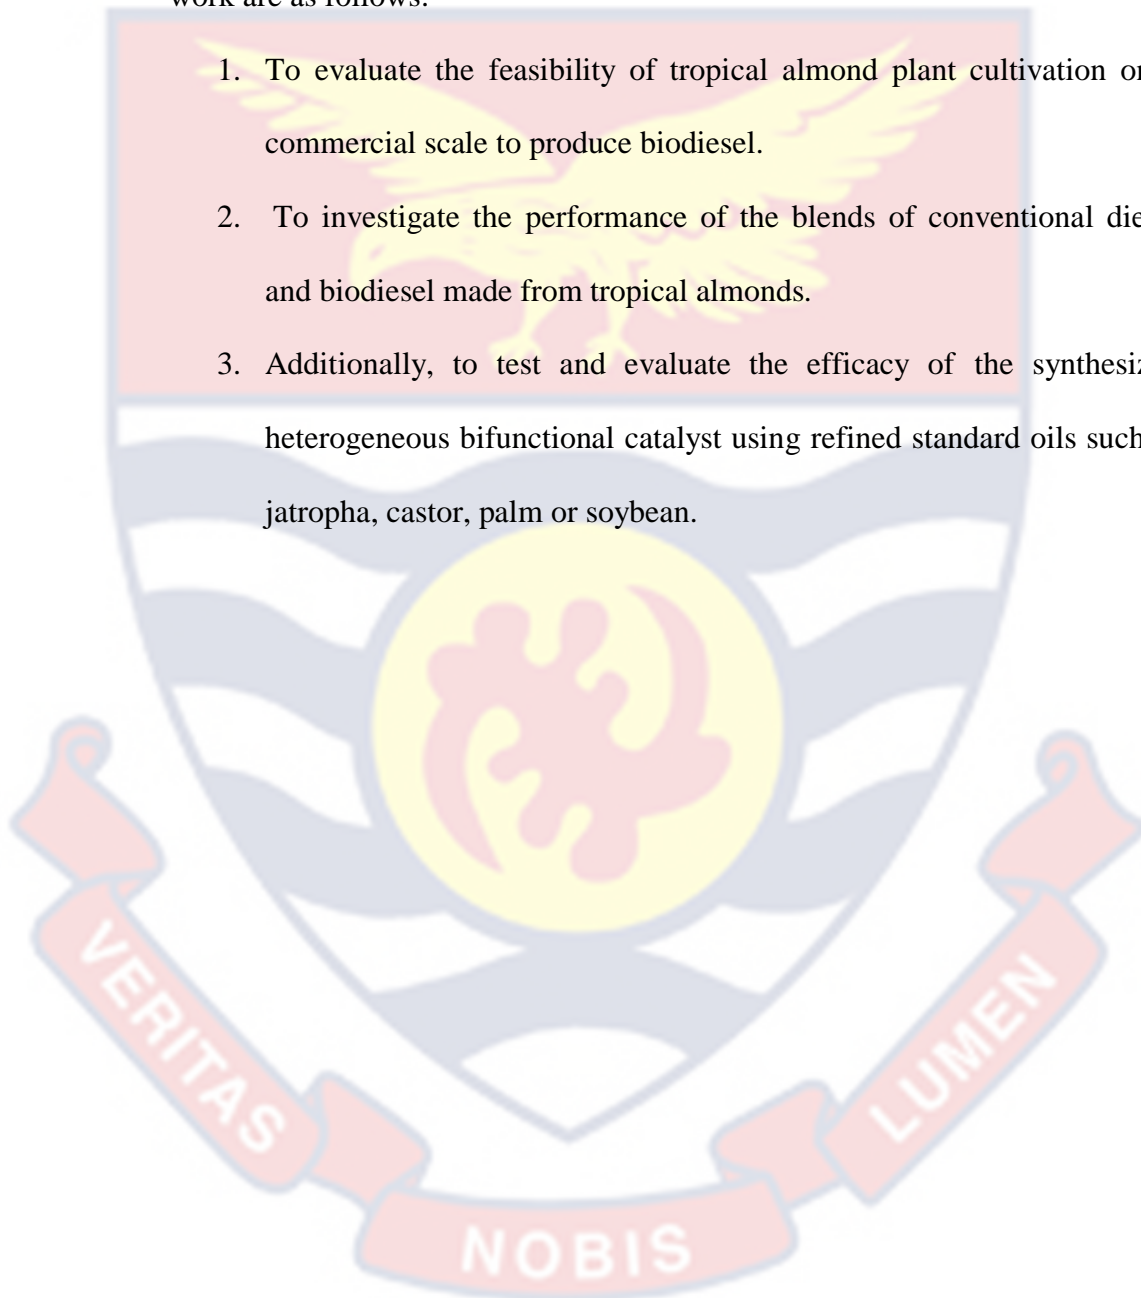 work are as follows:
1. To evaluate the feasibility of tropical almond plant cultivation on
commercial scale to produce biodiesel.
2. To investigate the performance of the blends of conventional die
and biodiesel made from tropical almonds.
3. Additionally, to test and evaluate the efficacy of the synthesiz
heterogeneous bifunctional catalyst using refined standard oils such
jatropha, castor, palm or soybean.
VERITAS
NOBIS
LUMEN